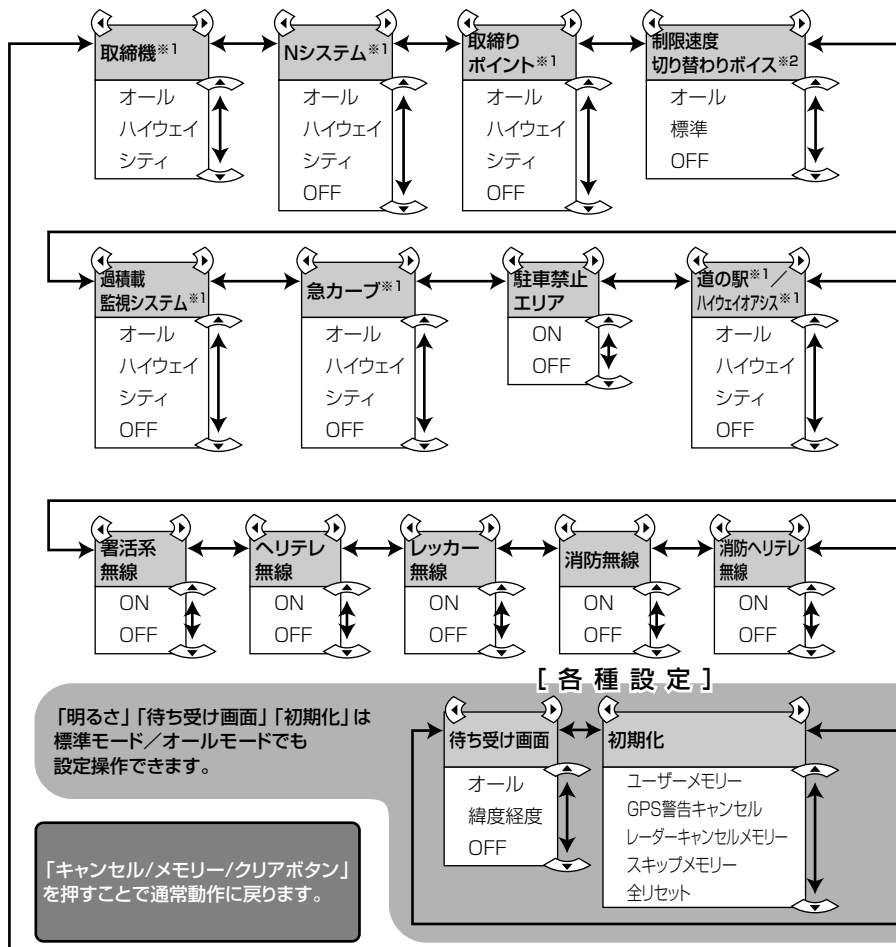 取締機※1
オール
ハイウェイ
シティ
Nシステム※1
オール
ハイウェイ
シティ
OFF
取締り
ポイント※1
オール
ハイウェイ
シティ
OFF
制限速度
切り替わりボイス※2
オール
標準
OFF
過積載
監視システム※1
オール
ハイウェイ
シティ
OFF
急カーブ※1
オール
ハイウェイ
シティ
OFF
駐車禁止
エリア
ON
OFF
道の駅※1／
ハイウェイオアシス※1
オール
ハイウェイ
シティ
OFF
署活系
無線
ON
OFF
ヘリテレ
無線
ON
OFF
レッカー
無線
ON
OFF
消防無線
ON
OFF
消防ヘリテレ
無線
ON
OFF
[ 各 種 設 定 ]
「明るさ」「待ち受け画面」「初期化」は
標準モード／オールモードでも
設定操作できます。
待ち受け画面
オール
緯度経度
OFF
初期化
ユーザーメモリー
GPS警告キャンセル
レーダーキャンセルメモリー
スキップメモリー
全リセット
「キャンセル/メモリー/クリアボタン」
を押すことで通常動作に戻ります。